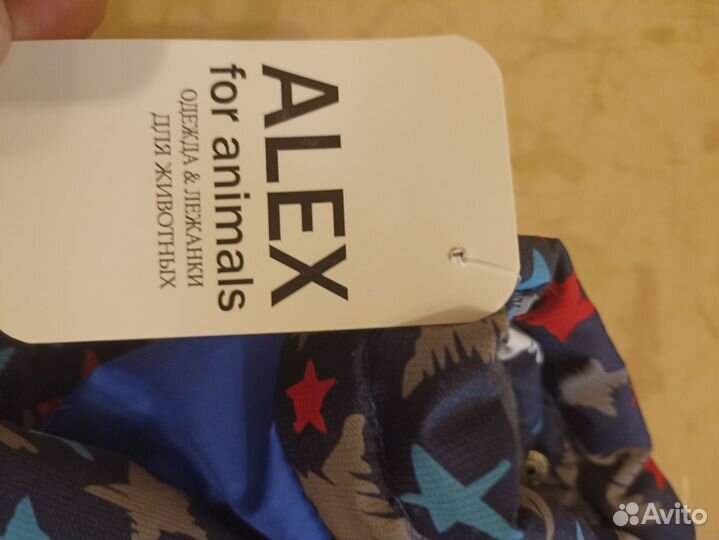 ALEX
for animals
ОДЕЖДА & ЛЕЖАНКИ
ДЛЯ ЖИВОТНЫХ
Avito